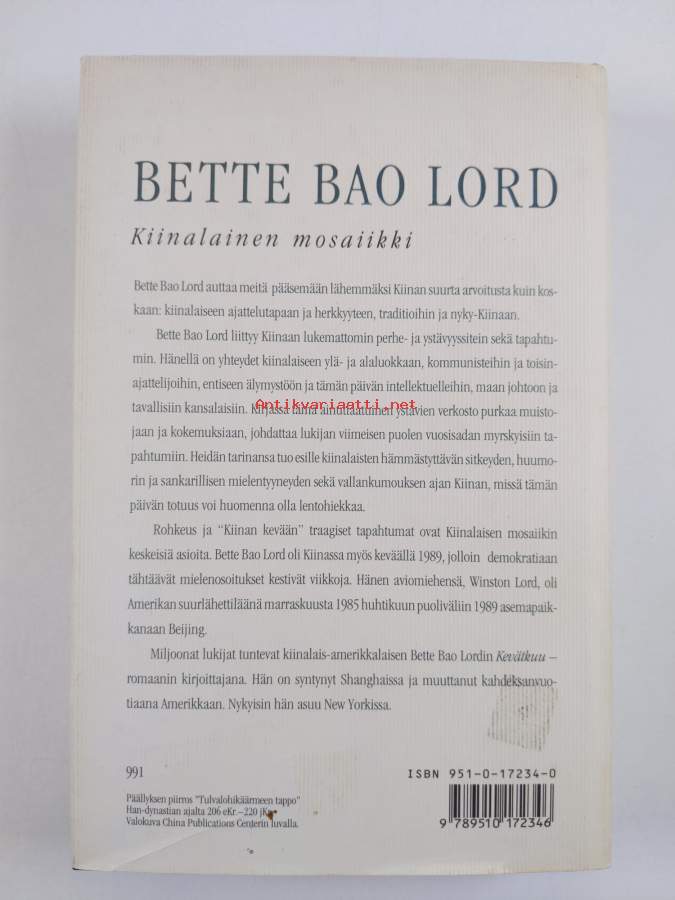 BETTE BAO LORD
Kiinalainen mosaiikki
Bette Bao Lord auttaa meitä pääsemään lähemmäksi Kiinan suurta arvoitusta kuin kos-
kaan: kiinalaiseen ajattelutapaan ja herkkyyteen, traditioihin ja nyky-Kiinaan.
Bette Bao Lord liittyy Kiinaan lukemattomin perhe- ja ystävyyssitein sekä tapahtu-
min. Hänellä on yhteydet kiinalaiseen ylä- ja alaluokkaan, kommunisteihin ja toisin-
ajattelijoihin, entiseen älymystöön ja tämän päivän intellektuelleihin, maan johtoon ja
tavallisiin kansalaisiin. Kirjassa tämä ainutlaatuinen ystävien verkosto purkaa muisto-
Antikvariaatti.net
jaan ja kokemuksiaan, johdattaa lukijan viimeisen puolen vuosisadan myrskyisiin ta-
pahtumiin. Heidän tarinansa tuo esille kiinalaisten hämmästyttävän sitkeyden, huumo-
rin ja sankarillisen mielentyyneyden sekä vallankumouksen ajan Kiinan, missä tämän
päivän totuus voi huomenna olla lentohiekkaa.
Rohkeus ja "Kiinan kevään" traagiset tapahtumat ovat Kiinalaisen mosaiikin
keskeisiä asioita. Bette Bao Lord oli Kiinassa myös keväällä 1989, jolloin demokratiaan
tähtäävät mielenosoitukset kestivät viikkoja. Hänen aviomiehensä, Winston Lord, oli
Amerikan suurlähettiläänä marraskuusta 1985 huhtikuun puoliväliin 1989 asemapaik-
kanaan Beijing.
Miljoonat lukijat tuntevat kiinalais-amerikkalaisen Bette Bao Lordin Kevätkuu –
romaanin kirjoittajana. Hän on syntynyt Shanghaissa ja muuttanut kahdeksanvuo-
tiaana Amerikkaan. Nykyisin hän asuu New Yorkissa.
991
ISBN 951-0-17234-0
Päällyksen piirros "Tulvalohikäärmeen tappo"
Han-dynastian ajalta 206 eKr.–220 jKr.
Valokuva China Publications Centerin luvalla.
9 789510 172346